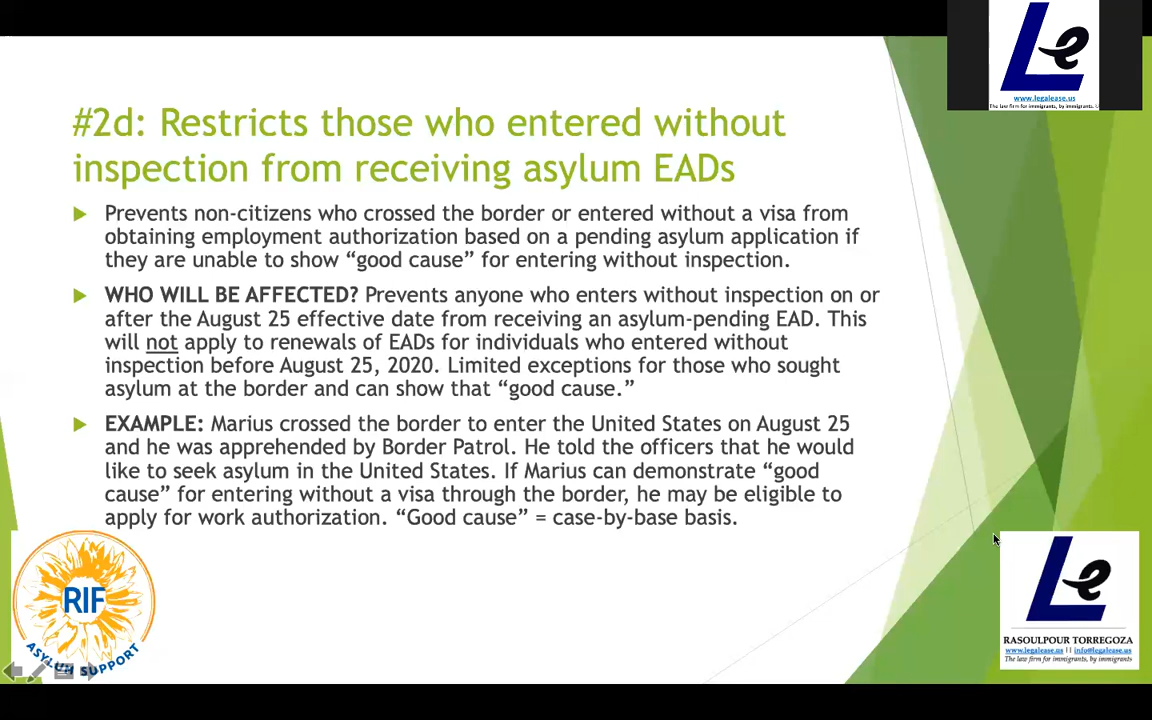 www.legalease.us
The law firm for immigrants, by immigrants.
#2d: Restricts those who entered without
inspection from receiving asylum EADs
Prevents non-citizens who crossed the border or entered without a visa from
obtaining employment authorization based on a pending asylum application if
they are unable to show “good cause” for entering without inspection.
WHO WILL BE AFFECTED? Prevents anyone who enters without inspection on or
after the August 25 effective date from receiving an asylum-pending EAD. This
will not apply to renewals of EADs for individuals who entered without
inspection before August 25, 2020. Limited exceptions for those who sought
asylum at the border and can show that “good cause.”
EXAMPLE: Marius crossed the border to enter the United States on August 25
and he was apprehended by Border Patrol. He told the officers that he would
like to seek asylum in the United States. If Marius can demonstrate “good
cause” for entering without a visa through the border, he may be eligible to
apply for work authorization. “Good cause” = case-by-base basis.
RIF
ASYLUM SUPPORT
Le
RASOULPOUR TORREGOZA
www.legalease.us || info@legalease.us
The law firm for immigrants, by immigrants